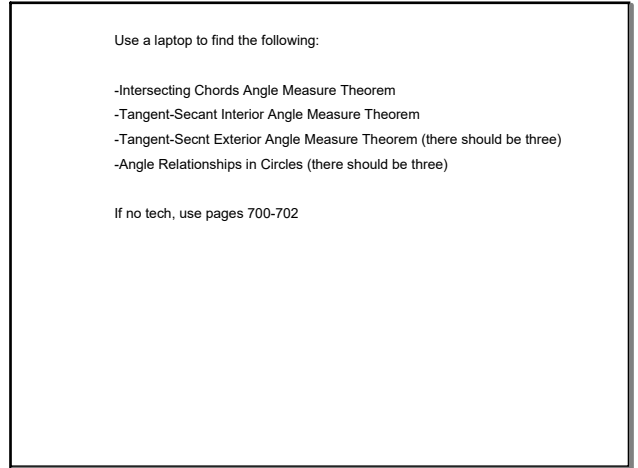 Use a laptop to find the following:
-Intersecting Chords Angle Measure Theorem
-Tangent-Secant Interior Angle Measure Theorem
-Tangent-Secnt Exterior Angle Measure Theorem (there should be three)
-Angle Relationships in Circles (there should be three)
If no tech, use pages 700-702